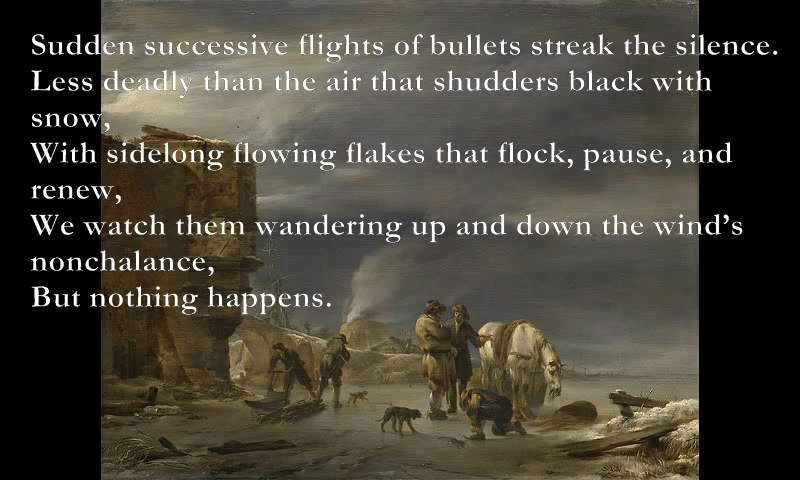 Sudden successive flights of bullets streak the silence.
Less deadly than the air that shudders black with
snow,
With sidelong flowing flakes that flock, pause, and
renew,
We watch them wandering up and down the wind’s
nonchalance,
But nothing happens.